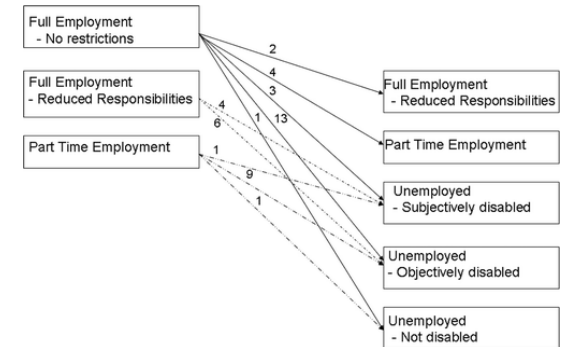 Full Employment
- No restrictions
Full Employment
- Reduced Responsibilities
Part Time Employment
2
4
3
1
13
4
6
1
9
1
Full Employment
- Reduced Responsibilities
Part Time Employment
Unemployed
- Subjectively disabled
Unemployed
- Objectively disabled
Unemployed
- Not disabled